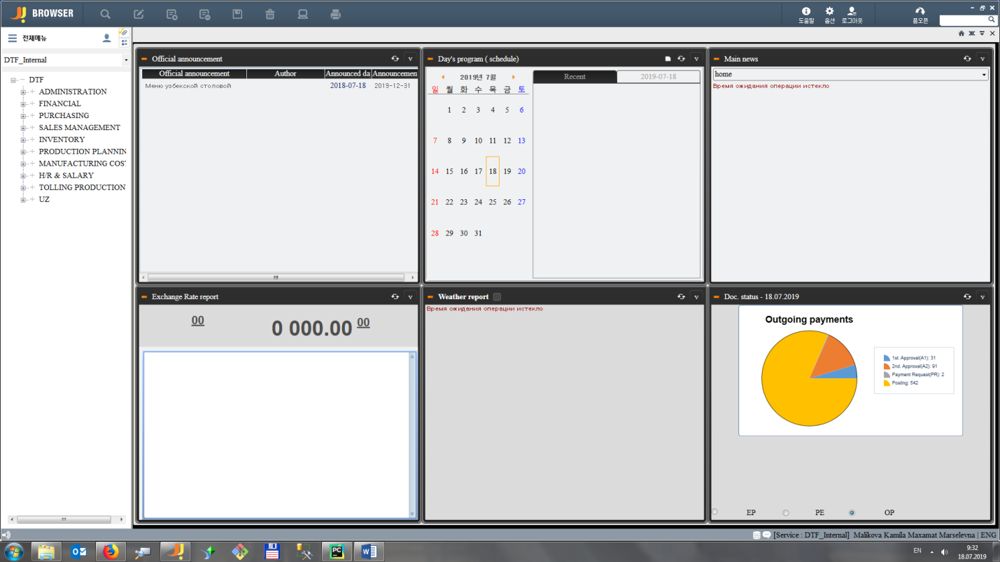 BROWSER
도움말 옵션 로그아웃 폼오픈
전체메뉴
DTF_Internal
DTF
ADMINISTRATION
FINANCIAL
PURCHASING
SALES MANAGEMENT
INVENTORY
PRODUCTION PLANNIN
MANUFACTURING COS
H/R & SALARY
TOLLING PRODUCTION
UZ
Official announcement
Official announcement Author Announced da Announcemen
Меню узбекской столовой 2018-07-18 2019-12-31
Day's program ( schedule)
2019년 7월
일 월 화 수 목 금 토
1 2 3 4 5 6
7 8 9 10 11 12 13
14 15 16 17 18 19 20
21 22 23 24 25 26 27
28 29 30 31
Recent 2019-07-18
Main news
home
Время ожидания операции истекло
Exchange Rate report
00 0 000.00 00
Weather report
Время ожидания операции истекло
Doc. status - 18.07.2019
Outgoing payments
1st. Approval(A1): 31
2nd. Approval(A2): 91
Payment Request(PR): 2
Posting: 542
EP PE OP
[Service : DTF_Internal] Malikova Kamila Maxamat Marselevna | ENG
EN 9:32
18.07.2019